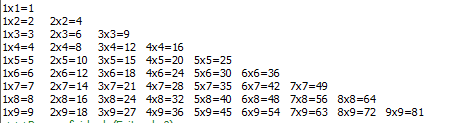 1x1=1
1x2=2 2x2=4
1x3=3 2x3=6 3x3=9
1x4=4 2x4=8 3x4=12 4x4=16
1x5=5 2x5=10 3x5=15 4x5=20 5x5=25
1x6=6 2x6=12 3x6=18 4x6=24 5x6=30 6x6=36
1x7=7 2x7=14 3x7=21 4x7=28 5x7=35 6x7=42 7x7=49
1x8=8 2x8=16 3x8=24 4x8=32 5x8=40 6x8=48 7x8=56 8x8=64
1x9=9 2x9=18 3x9=27 4x9=36 5x9=45 6x9=54 7x9=63 8x9=72 9x9=81